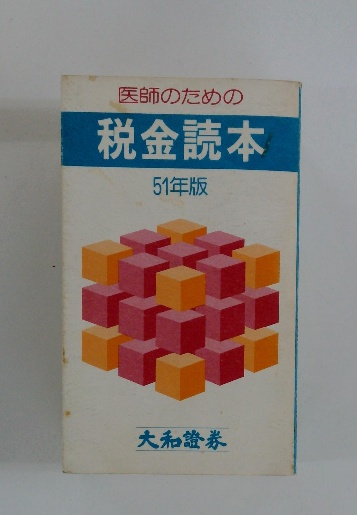 医師のための
税金読本
51年版
大和證券